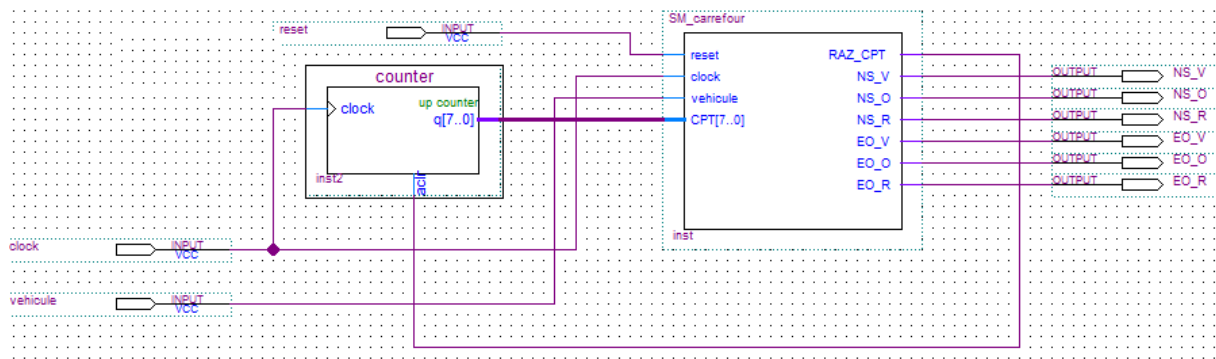 SM_carrefour
reset
INPUT
VCC
reset
RAZ_CPT
clock
NS_V
OUTPUT
NS_V
vehicule
NS_O
OUTPUT
NS_O
CPT[7..0]
NS_R
OUTPUT
NS_R
EO_V
OUTPUT
EO_V
EO_O
OUTPUT
EO_O
EO_R
OUTPUT
EO_R
inst
counter
up counter
clock
q[7..0]
inst2
aclr
clock
INPUT
VCC
vehicule
INPUT
VCC